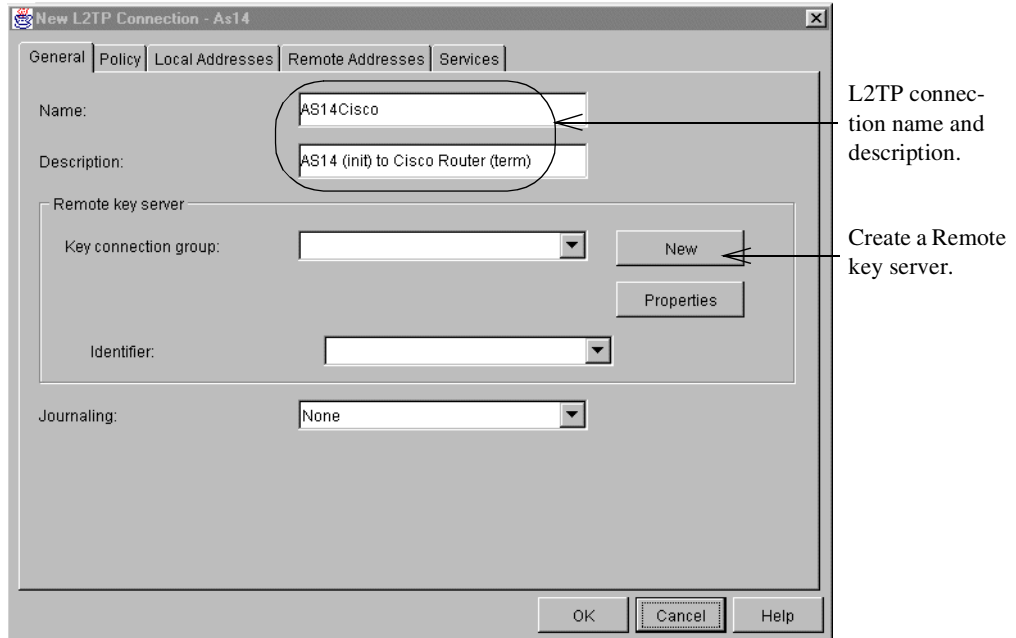 New L2TP Connection - As14
General Policy Local Addresses Remote Addresses Services
Name: AS14Cisco
Description: AS14 (init) to Cisco Router (term)
Remote key server
Key connection group: New
Properties
Identifier:
Journaling: None
OK Cancel Help
L2TP connec-
tion name and
description.
Create a Remote
key server.